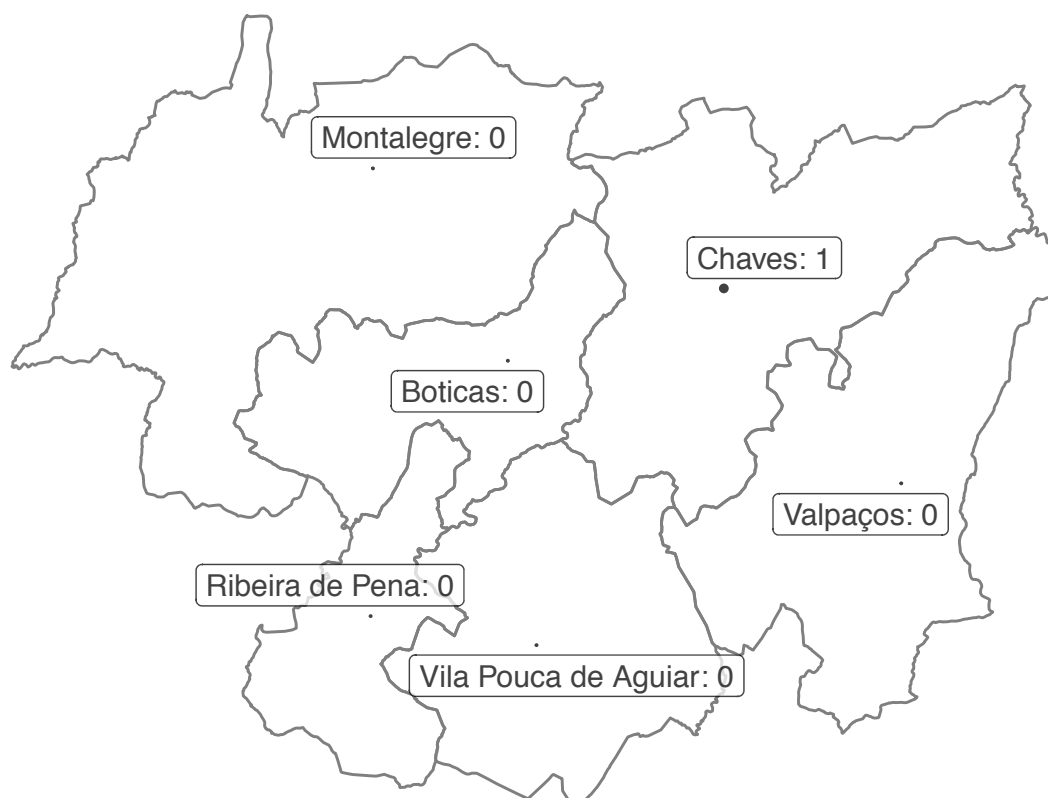 Montalegre: 0
Chaves: 1
Boticas: 0
Valpaços: 0
Ribeira de Pena: 0
Vila Pouca de Aguiar: 0